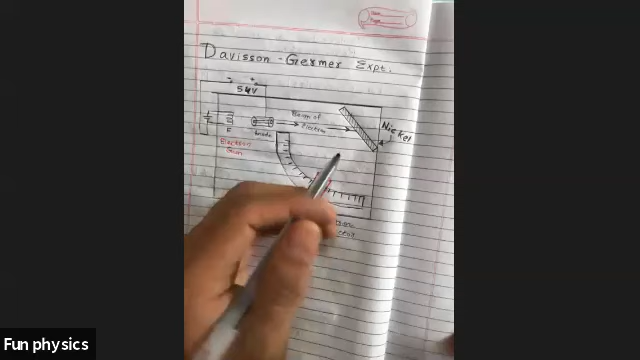 Davisson - Germer Expt.
- +
54V
Beam of
electron
Nickel
F
Anode
Electron
Gun
Fun physics